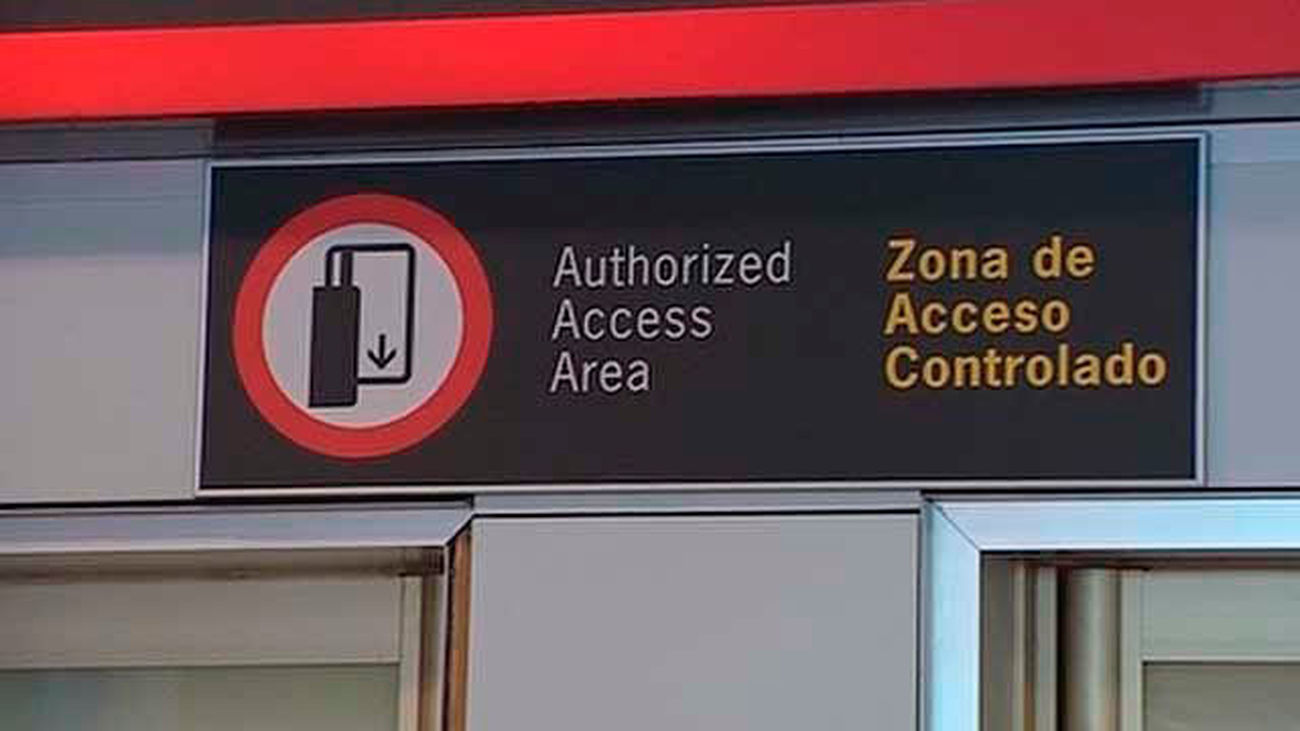 Authorized
Access
Area
Zona de
Acceso
Controlado